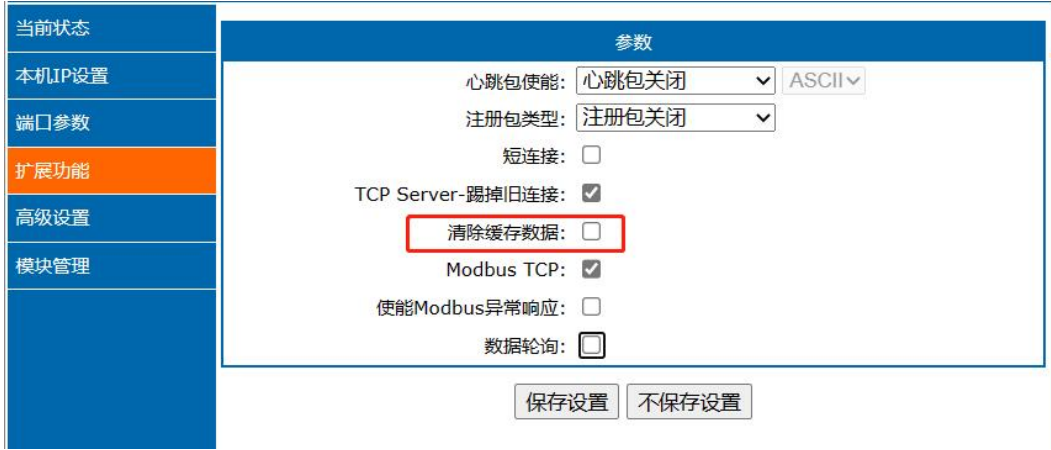 当前状态
本机IP设置
端口参数
扩展功能
高级设置
模块管理
参数
心跳包使能: 心跳包关闭 ASCII
注册包类型: 注册包关闭
短连接:
TCP Server-踢掉旧连接:
清除缓存数据:
Modbus TCP:
使能Modbus异常响应:
数据轮询:
保存设置 不保存设置